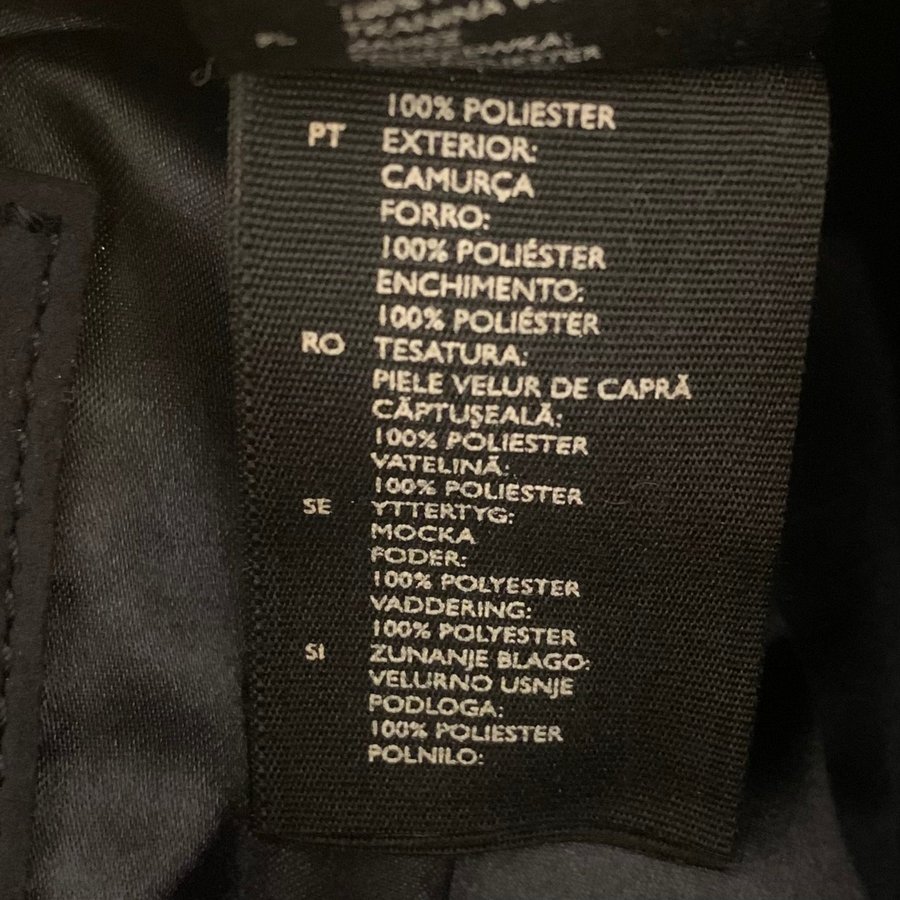 PL
100% POLIESTER
PT EXTERIOR:
CAMURÇA
FORRO:
100% POLIÉSTER
ENCHIMENTO:
100% POLIÉSTER
RO TESATURA:
PIELE VELUR DE CAPRĂ
CĂPTUȘEALĂ:
100% POLIESTER
VATELINĂ:
100% POLIESTER
SE YTTERTYG:
MOCKA
FODER:
100% POLYESTER
VADDERING:
100% POLYESTER
SI ZUNANJE BLAGO:
VELURNO USNJE
PODLOGA:
100% POLIESTER
POLNILO: